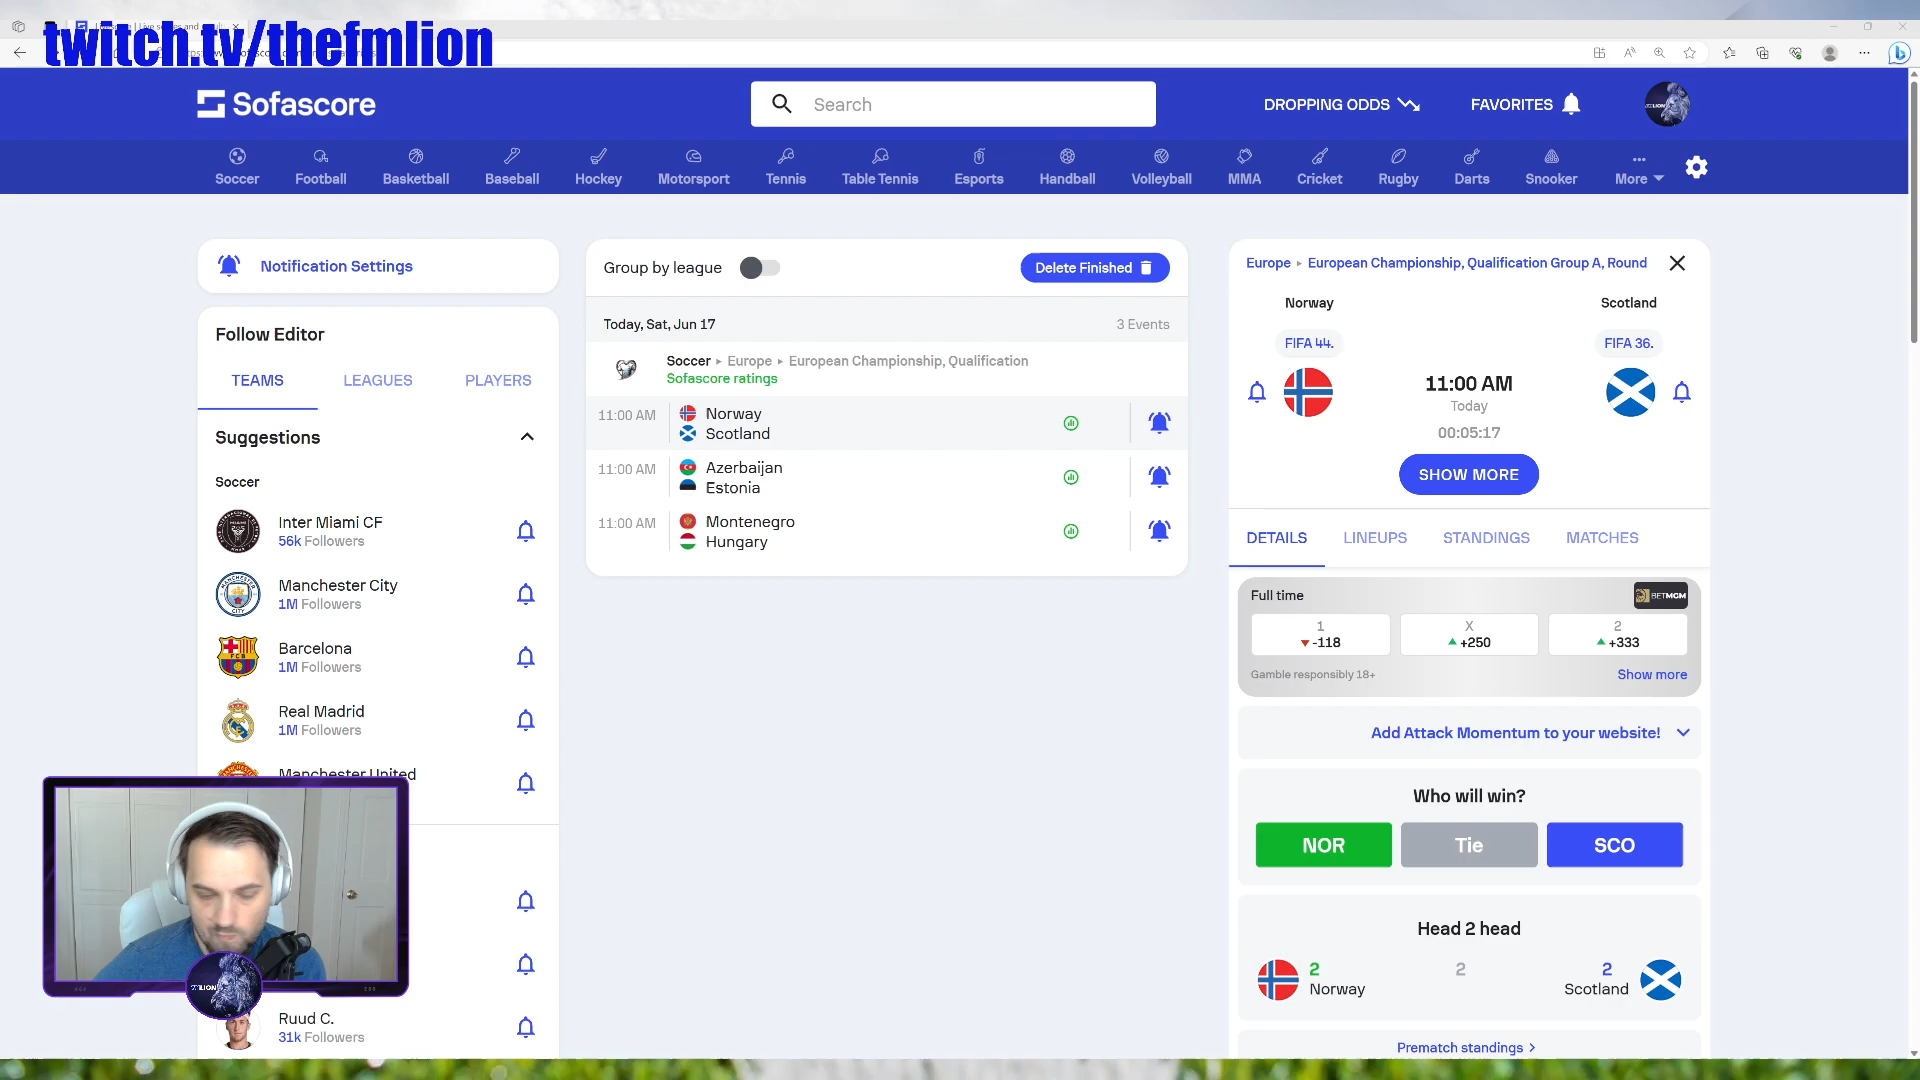 twitch.tv/thefmlion
Sofascore
Search
DROPPING ODDS
FAVORITES
Soccer
Football
Basketball
Baseball
Hockey
Motorsport
Tennis
Table Tennis
Esports
Handball
Volleyball
MMA
Cricket
Rugby
Darts
Snooker
More
Notification Settings
Follow Editor
TEAMS
LEAGUES
PLAYERS
Suggestions
Soccer
Inter Miami CF
56k Followers
Manchester City
1M Followers
Barcelona
1M Followers
Real Madrid
1M Followers
Manchester United
Ruud C.
31k Followers
Group by league
Delete Finished
Today, Sat, Jun 17
3 Events
Soccer ▸ Europe ▸ European Championship, Qualification
Sofascore ratings
11:00 AM
Norway
Scotland
11:00 AM
Azerbaijan
Estonia
11:00 AM
Montenegro
Hungary
Europe ▸ European Championship, Qualification Group A, Round
Norway
Scotland
FIFA 44.
FIFA 36.
11:00 AM
Today
00:05:17
SHOW MORE
DETAILS
LINEUPS
STANDINGS
MATCHES
Full time
BETMGM
1
-118
X
+250
2
+333
Gamble responsibly 18+
Show more
Add Attack Momentum to your website!
Who will win?
NOR
Tie
SCO
Head 2 head
2
Norway
2
2
Scotland
Prematch standings >